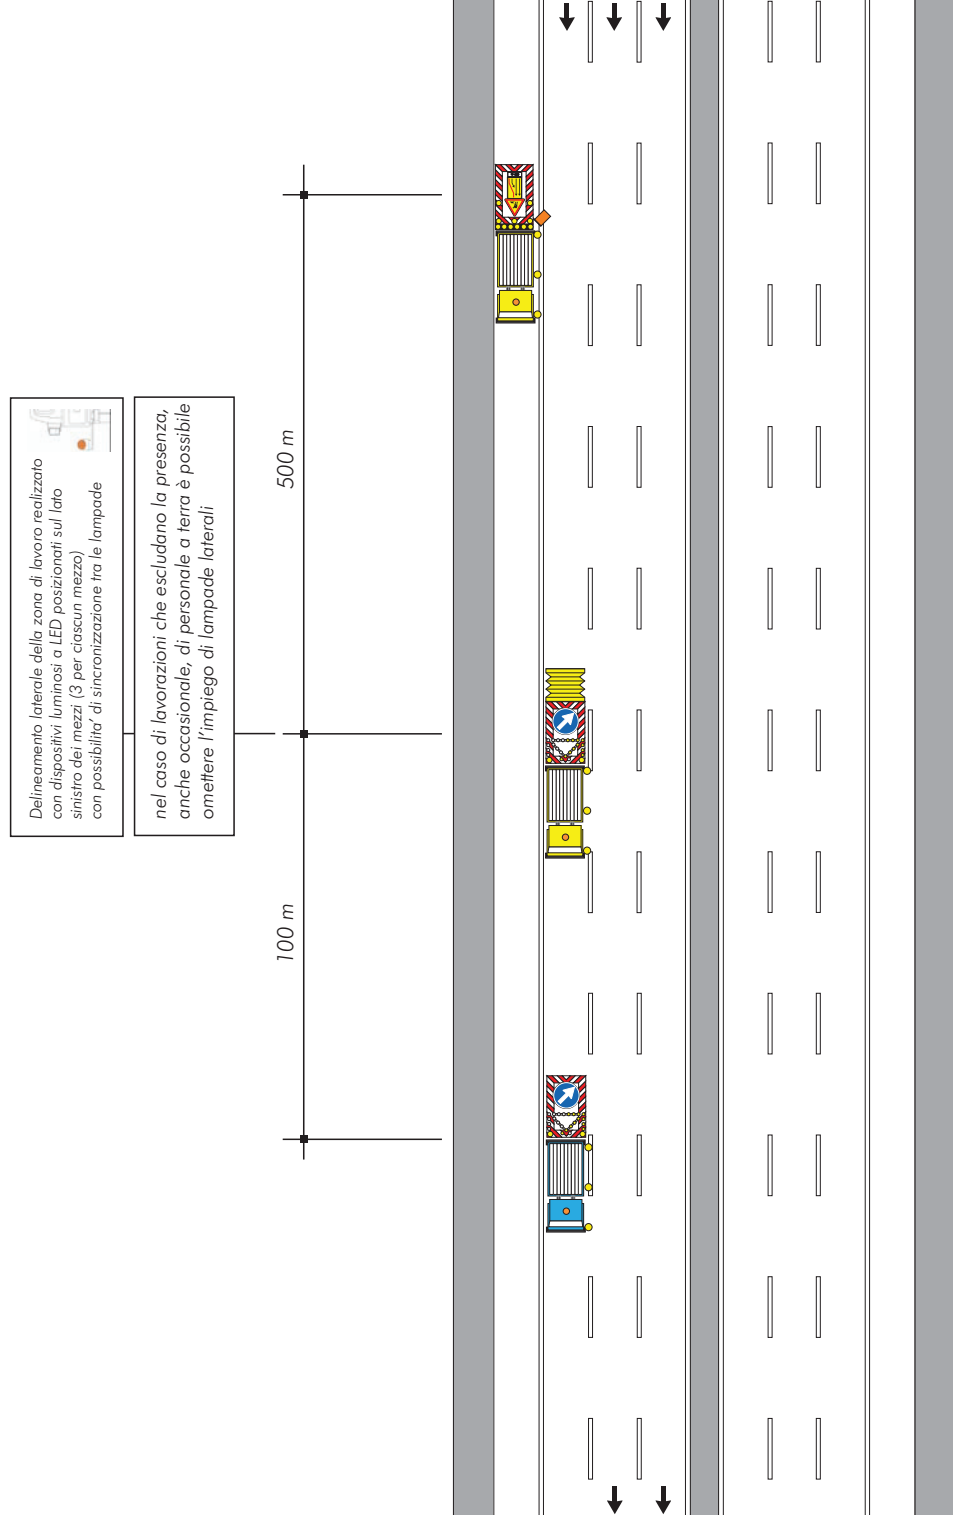 Delineamento laterale della zona di lavoro realizzato
con dispositivi luminosi a LED posizionati sul lato
sinistro dei mezzi (3 per ciascun mezzo)
con possibilita' di sincronizzazione tra le lampade
nel caso di lavorazioni che escludano la presenza,
anche occasionale, di personale a terra è possibile
omettere l'impiego di lampade laterali
500 m
100 m